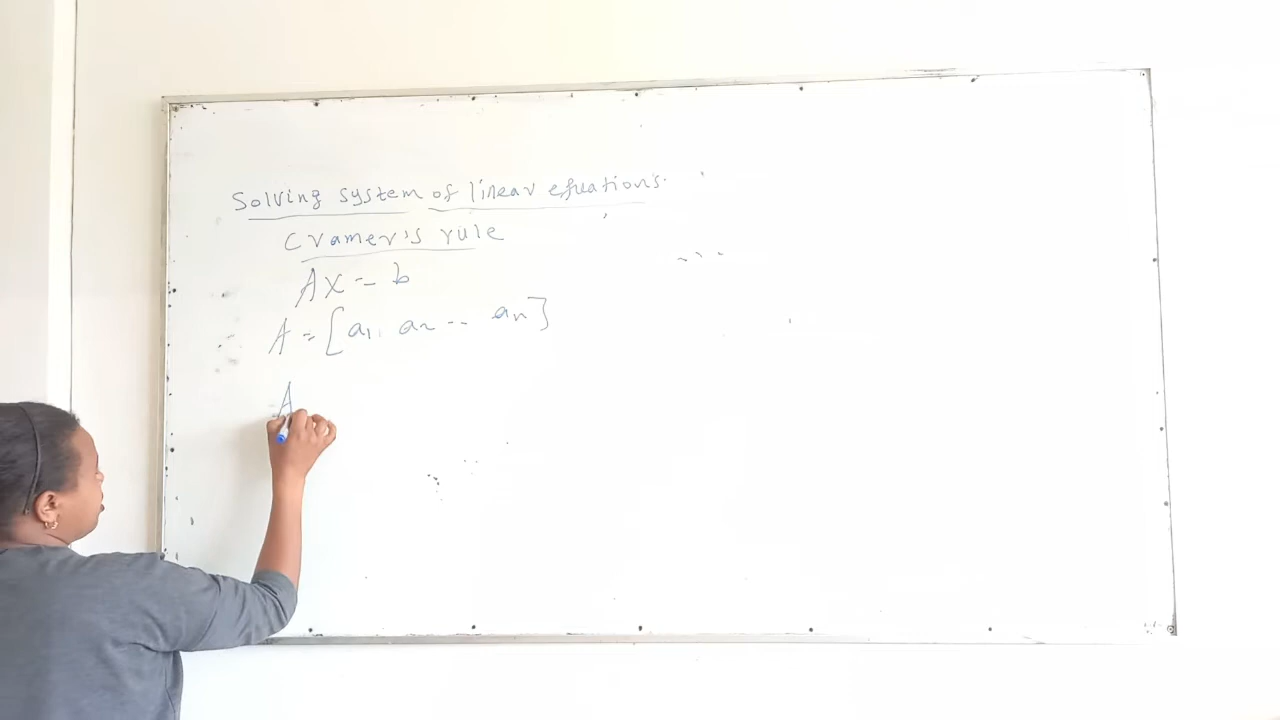 Solving system of linear equations.
Cramer's rule
Ax = b
A = [a1, a2 -- an]
A